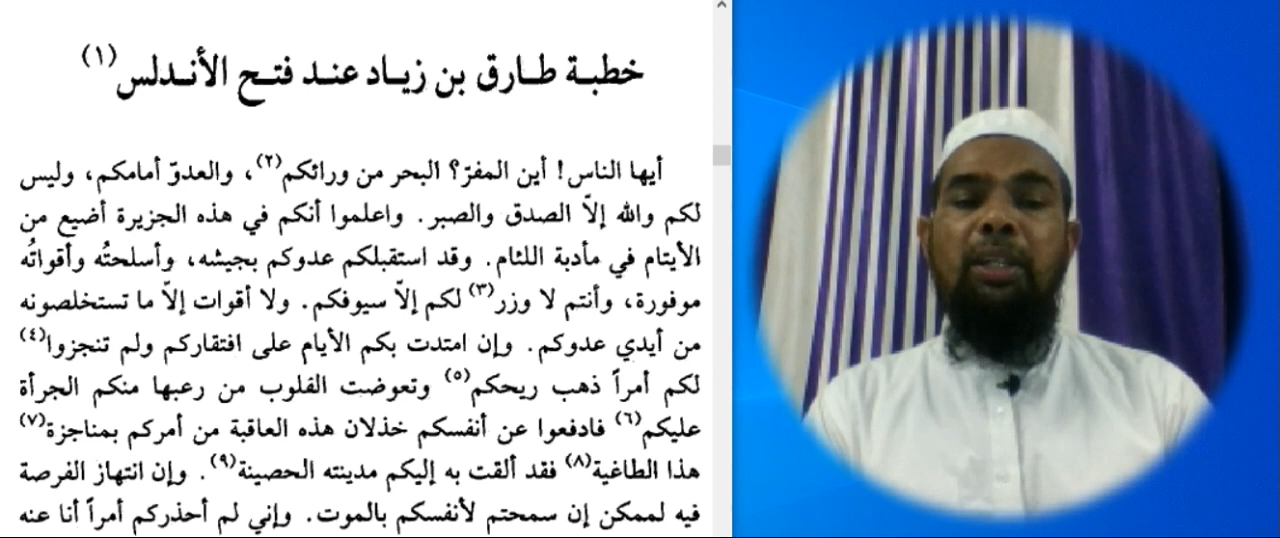 خطبة طارق بن زياد عند فتح الأندلس(١)
أيها الناس! أين المفرّ؟ البحر من ورائكم(٢)، والعدوّ أمامكم، وليس
لكم والله إلاّ الصدق والصبر. واعلموا أنكم في هذه الجزيرة أضيع من
الأيتام في مأدبة اللئام. وقد استقبلكم عدوكم بجيشه، وأسلحتُه وأقواتُه
موفورة، وأنتم لا وزر(٣) لكم إلاّ سيوفكم. ولا أقوات إلاّ ما تستخلصونه
من أيدي عدوكم. وإن امتدت بكم الأيام على افتقاركم ولم تنجزوا(٤)
لكم أمراً ذهب ريحكم(٥) وتعوضت القلوب من رعبها منكم الجرأة
عليكم(٦) فادفعوا عن أنفسكم خذلان هذه العاقبة من أمركم بمناجزة(٧)
هذا الطاغية(٨) فقد ألقت به إليكم مدينته الحصينة(٩). وإن انتهاز الفرصة
فيه لممكن إن سمحتم لأنفسكم بالموت. وإني لم أحذركم أمراً أنا عنه